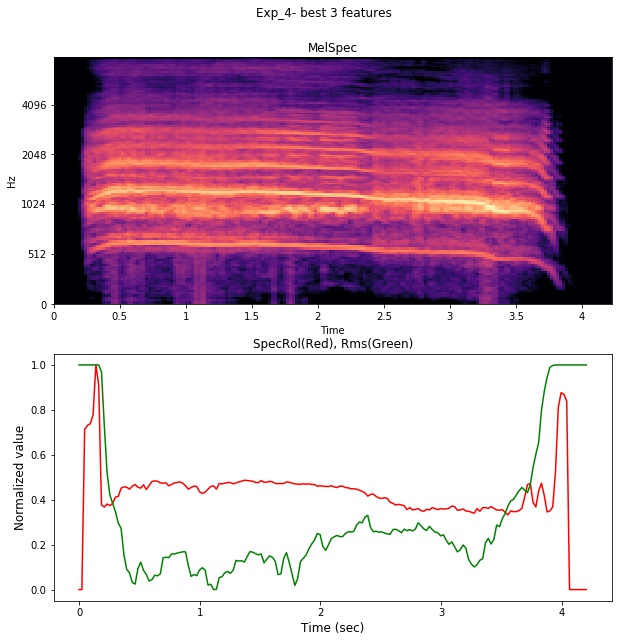 Exp_4- best 3 features
MelSpec
4096
2048
1024
512
0
Hz
0 0.5 1 1.5 2 2.5 3 3.5 4
Time
SpecRol(Red), Rms(Green)
1.0
0.8
0.6
0.4
0.2
0.0
Normalized value
0 1 2 3 4
Time (sec)